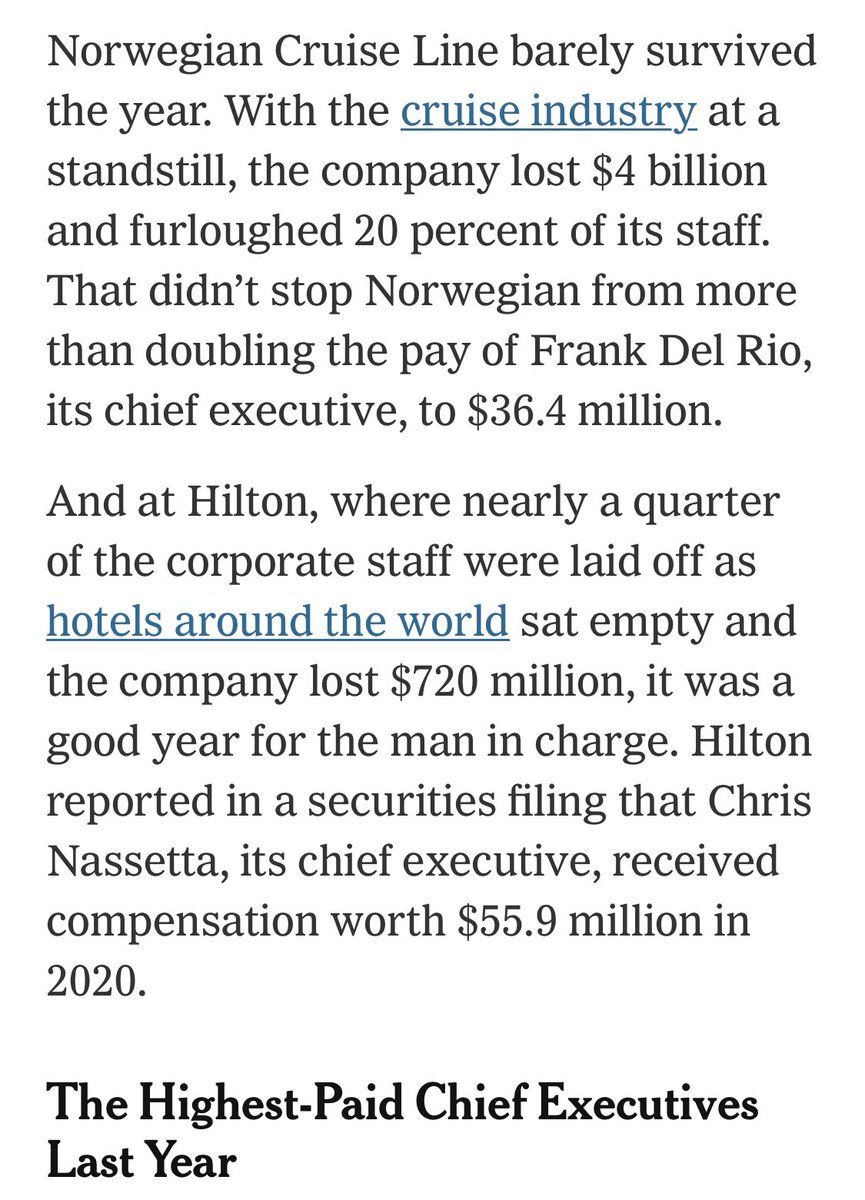 Norwegian Cruise Line barely survived
the year. With the cruise industry at a
standstill, the company lost $4 billion
and furloughed 20 percent of its staff.
That didn’t stop Norwegian from more
than doubling the pay of Frank Del Rio,
its chief executive, to $36.4 million.
And at Hilton, where nearly a quarter
of the corporate staff were laid off as
hotels around the world sat empty and
the company lost $720 million, it was a
good year for the man in charge. Hilton
reported in a securities filing that Chris
Nassetta, its chief executive, received
compensation worth $55.9 million in
2020.
The Highest-Paid Chief Executives
Last Year